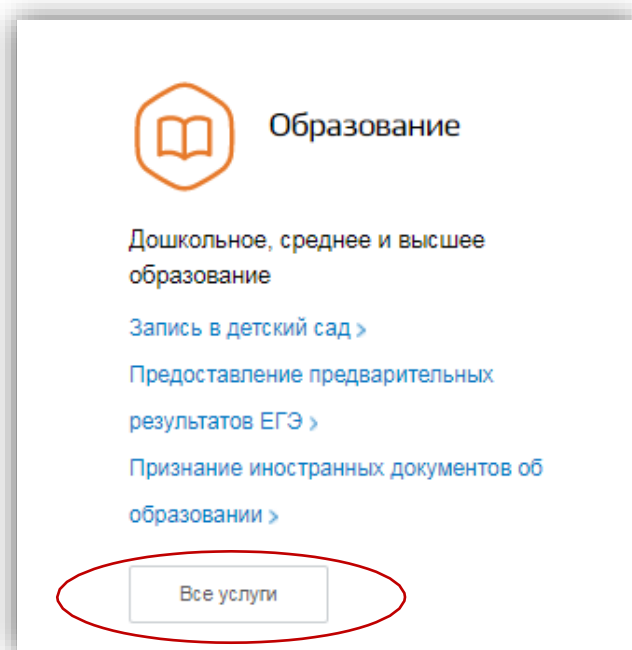 Образование
Дошкольное, среднее и высшее
образование
Запись в детский сад >
Предоставление предварительных
результатов ЕГЭ >
Признание иностранных документов об
образовании >
Все услуги